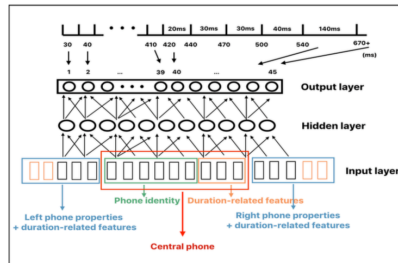 20ms 30ms 30ms 40ms 140ms
30 40 410 420 440 470 500 540 670+
(ms)
1 2 ... 39 40 ... 45
Output layer
Hidden layer
Input layer
Phone identity
Duration-related features
Left phone properties
+ duration-related features
Right phone properties
+ duration-related features
Central phone